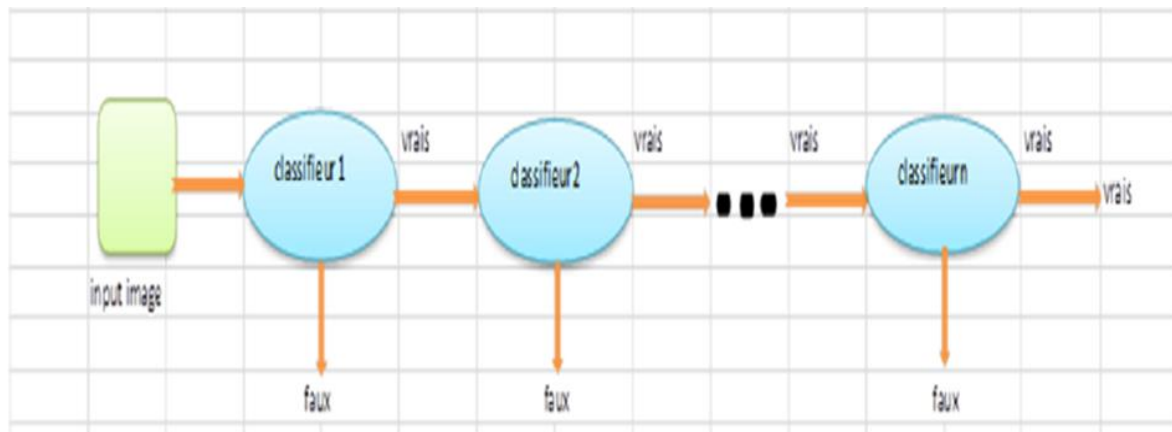 vrais
vrais
vrais
vrais
classifieur1
classifieur2
classifieurn
vrais
input image
faux
faux
faux